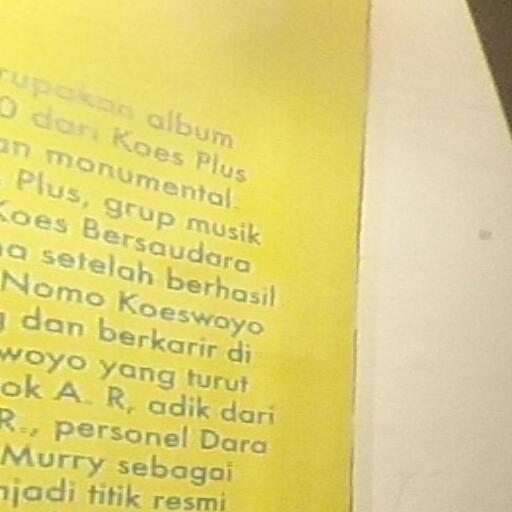 rupakan album
0 dari Koes Plus
an monumental.
Plus, grup musik
Koes Bersaudara
a setelah berhasil
Nomo Koeswoyo
g dan berkarir di
woyo yang turut
ok A. R, adik dari
R., personel Dara
Murry sebagai
njadi titik resmi